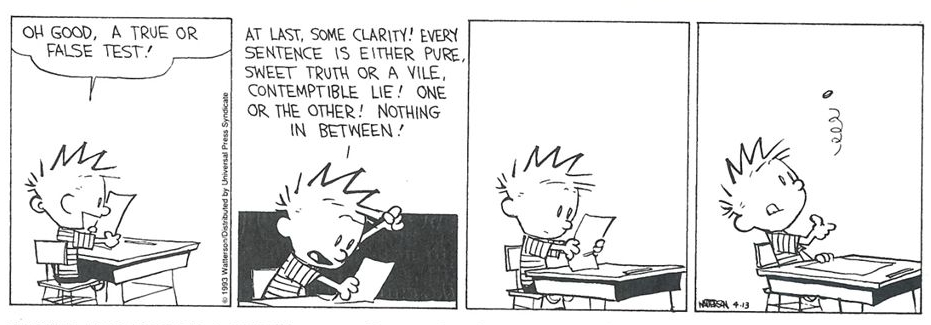 OH GOOD, A TRUE OR
FALSE TEST!
AT LAST, SOME CLARITY! EVERY
SENTENCE IS EITHER PURE,
SWEET TRUTH OR A VILE,
CONTEMPTIBLE LIE! ONE
OR THE OTHER! NOTHING
IN BETWEEN!
© 1993 Watterson/Distributed by Universal Press Syndicate
WATTERSON 4-13